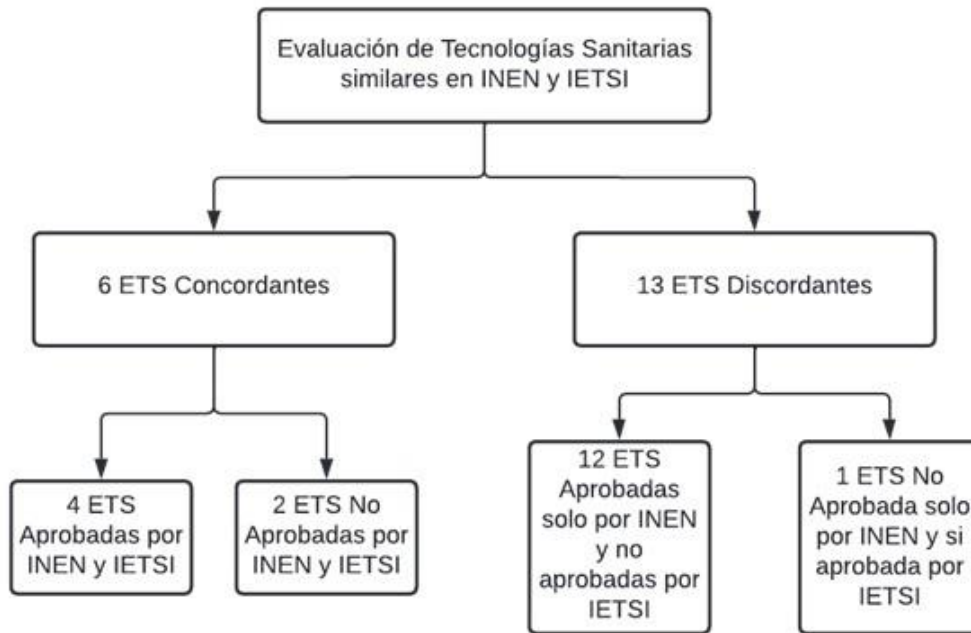 Evaluación de Tecnologías Sanitarias
similares en INEN y IETSI
6 ETS Concordantes
13 ETS Discordantes
4 ETS
Aprobadas por
INEN y IETSI
2 ETS No
Aprobadas por
INEN y IETSI
12 ETS
Aprobadas
solo por INEN
y no
aprobadas por
IETSI
1 ETS No
Aprobada solo
por INEN y si
aprobada por
IETSI